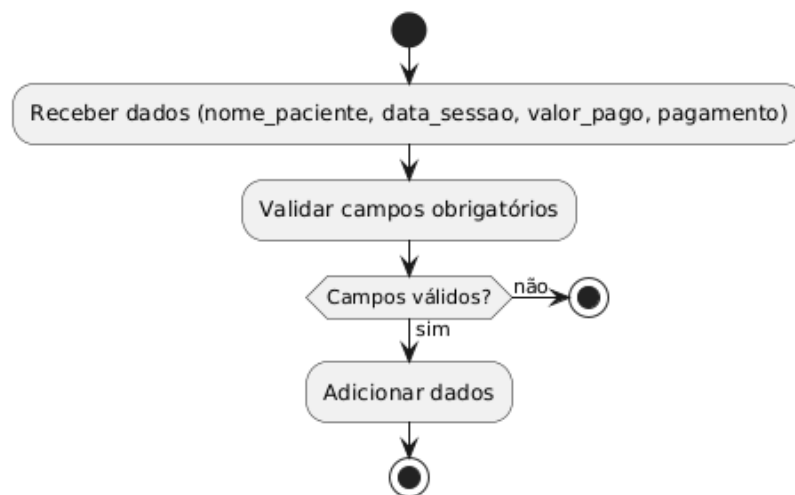 Receber dados (nome_paciente, data_sessao, valor_pago, pagamento)
Validar campos obrigatórios
Campos válidos?
não
sim
Adicionar dados